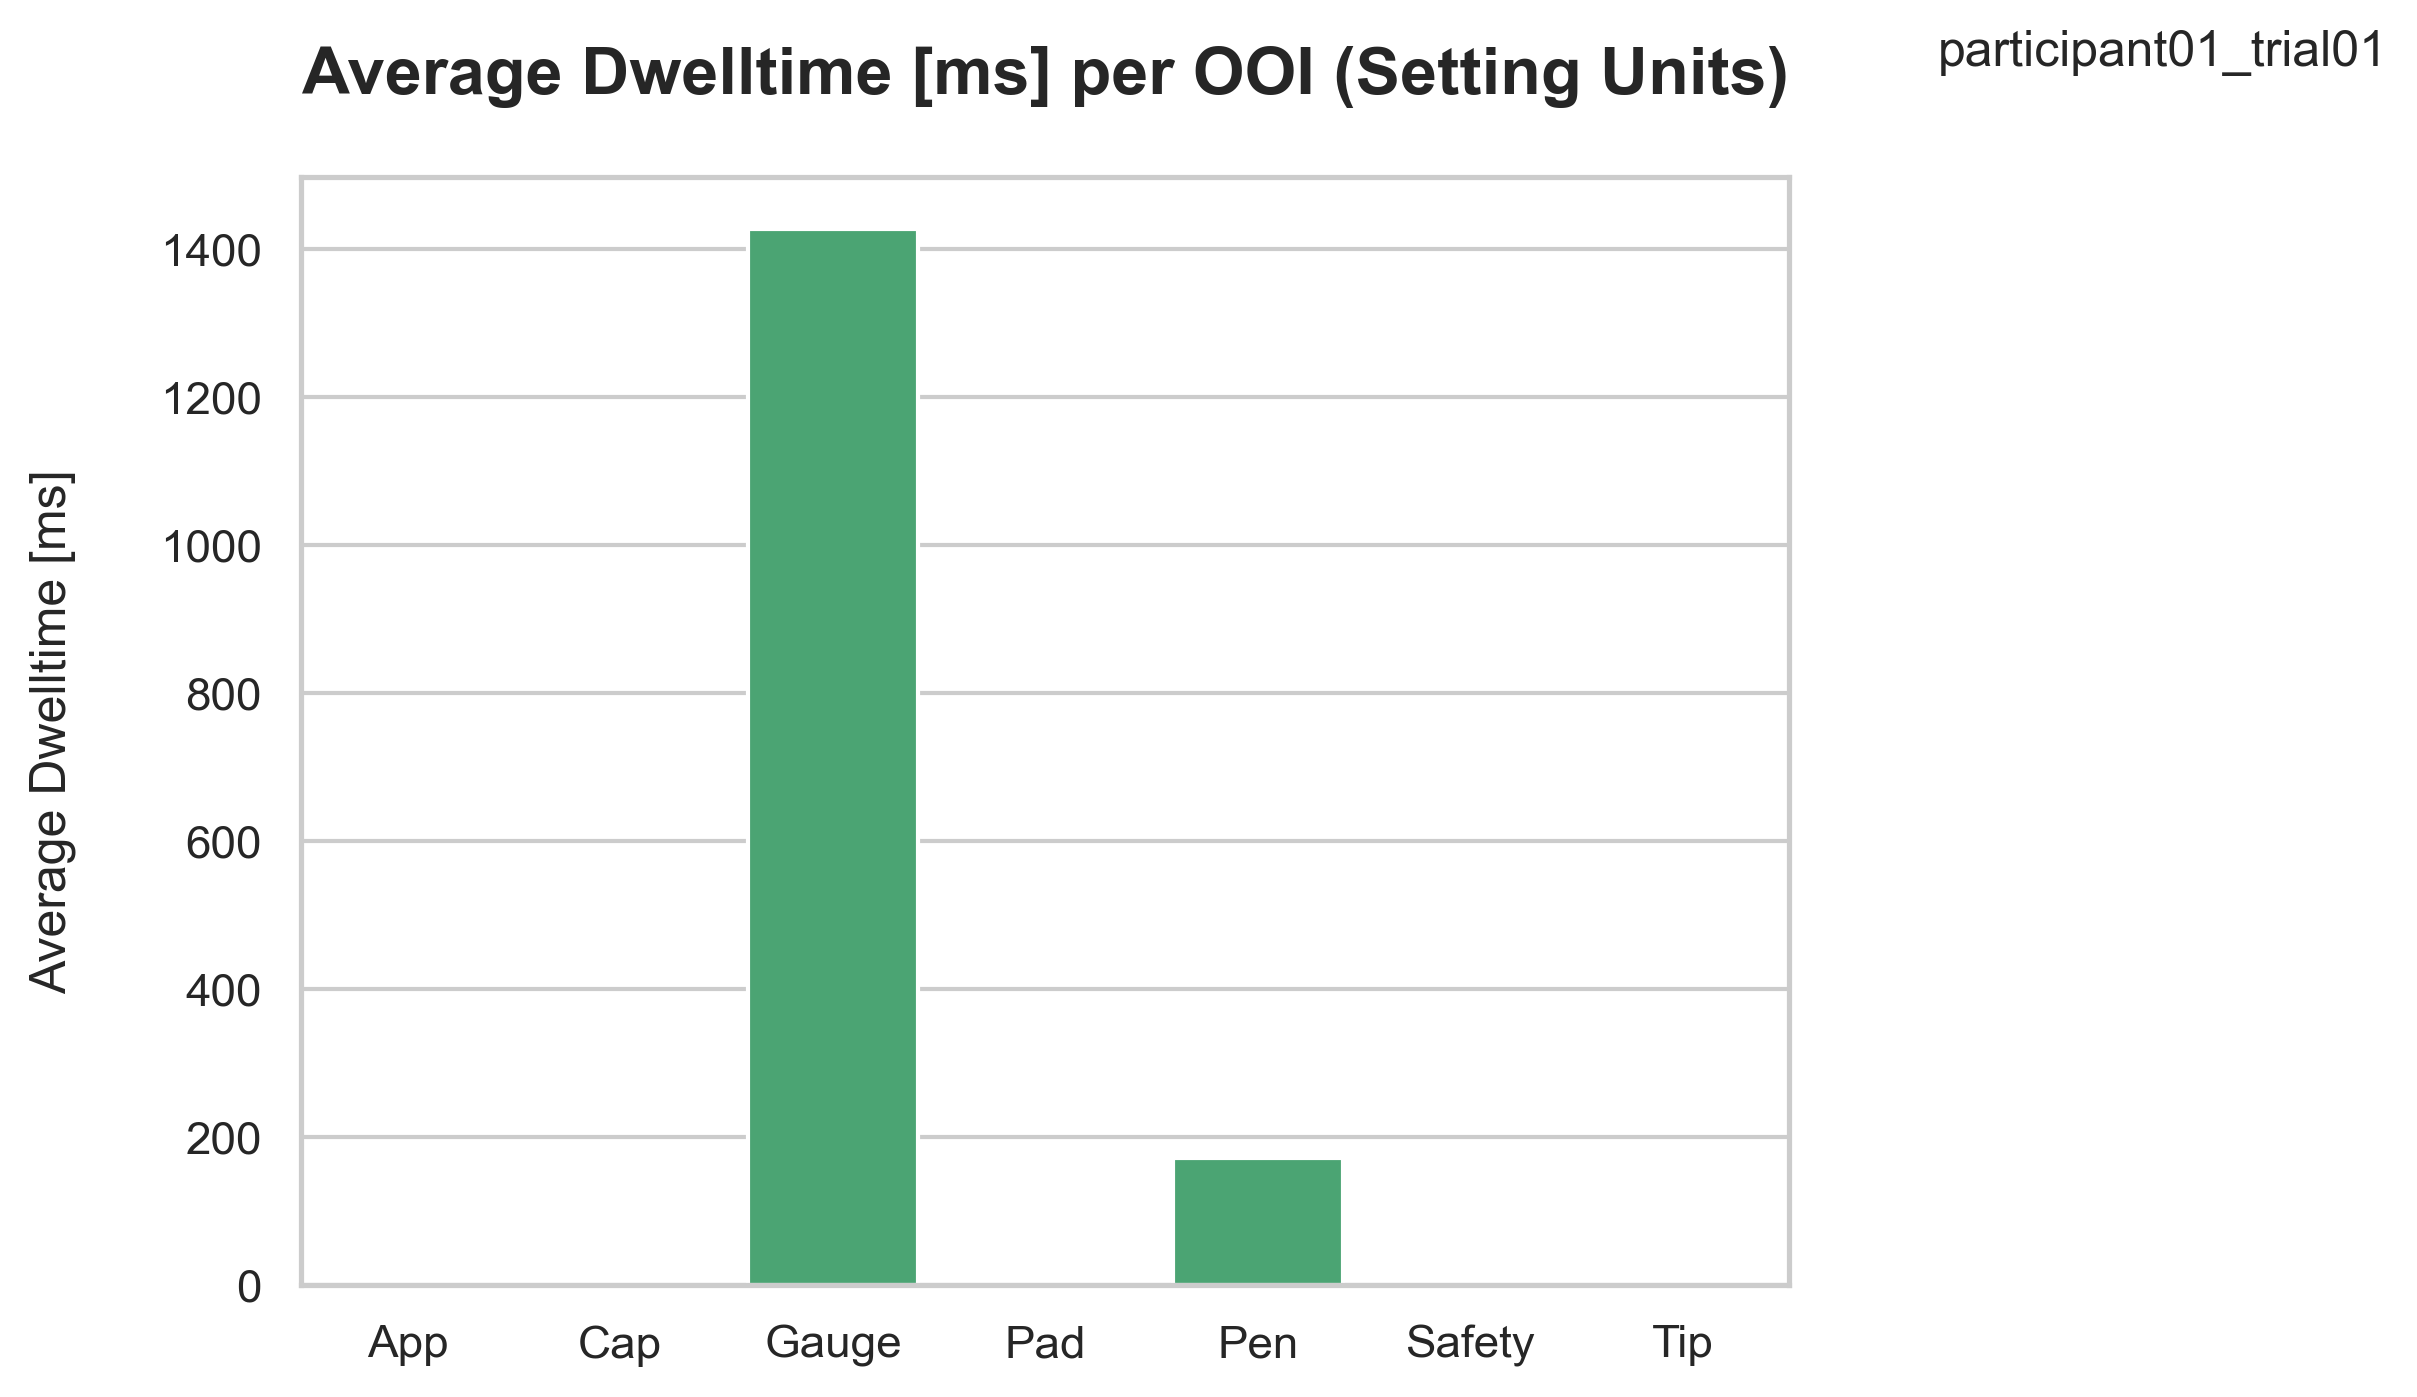 participant01_trial01
Average Dwelltime [ms] per OOI (Setting Units)
Average Dwelltime [ms]
1400
1200
1000
800
600
400
200
0
App Cap Gauge Pad Pen Safety Tip